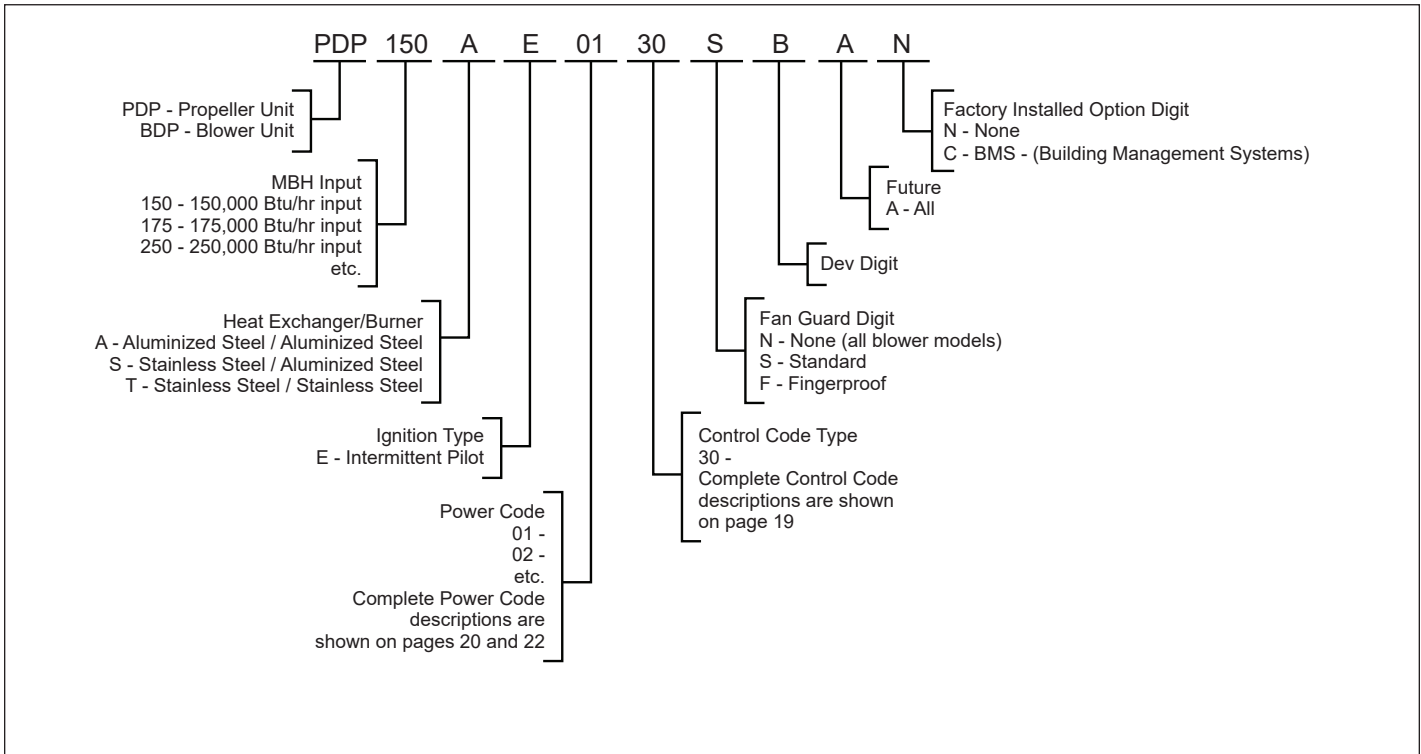 PDP 150 A E 01 30 S B A N
PDP - Propeller Unit
BDP - Blower Unit
MBH Input
150 - 150,000 Btu/hr input
175 - 175,000 Btu/hr input
250 - 250,000 Btu/hr input
etc.
Heat Exchanger/Burner
A - Aluminized Steel / Aluminized Steel
S - Stainless Steel / Aluminized Steel
T - Stainless Steel / Stainless Steel
Ignition Type
E - Intermittent Pilot
Power Code
01 -
02 -
etc.
Complete Power Code
descriptions are
shown on pages 20 and 22
Control Code Type
30 -
Complete Control Code
descriptions are shown
on page 19
Fan Guard Digit
N - None (all blower models)
S - Standard
F - Fingerproof
Dev Digit
Future
A - All
Factory Installed Option Digit
N - None
C - BMS - (Building Management Systems)